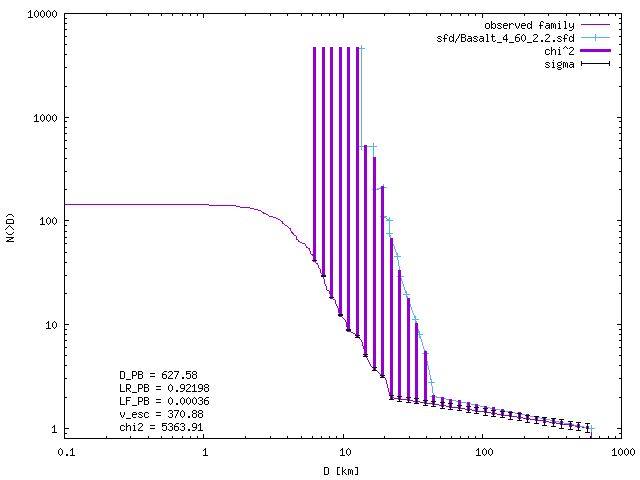 10000
observed family
sfd/Basalt_4_60_2.2.sfd
chi^2
sigma
1000
100
N(>D)
10
D_PB = 627.58
LR_PB = 0.92198
LF_PB = 0.00036
v_esc = 370.88
chi2 = 5363.91
1
0.1 1 10 100 1000
D [km]